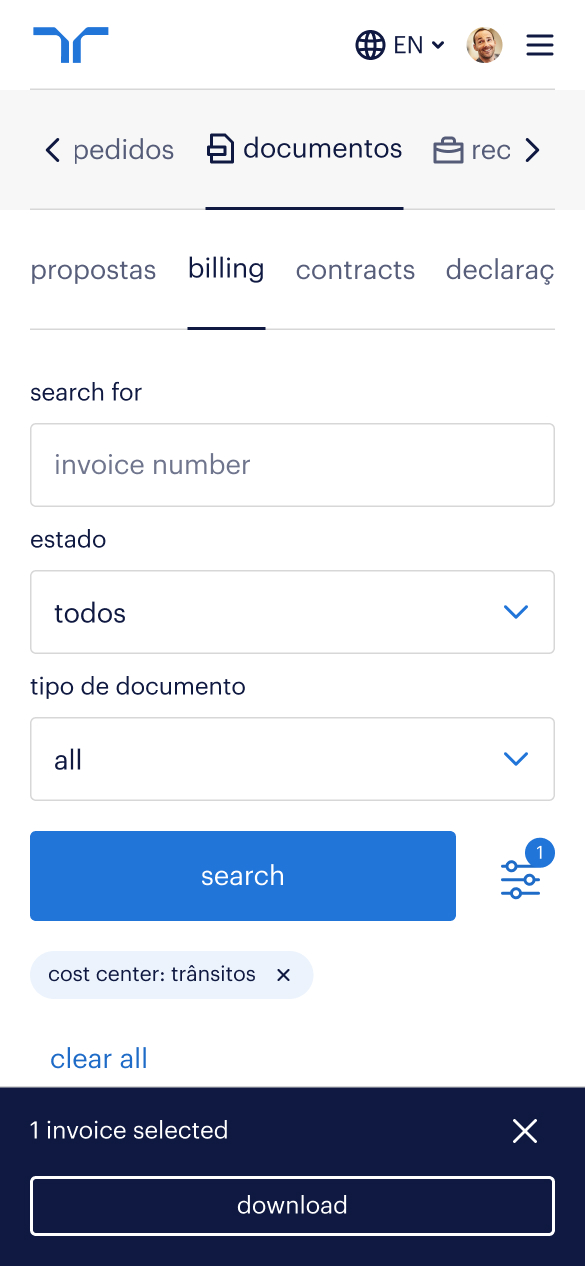 EN
pedidos documentos rec
propostas billing contracts declaraç
search for
invoice number
estado
todos
tipo de documento
all
search
1
cost center: trânsitos
clear all
1 invoice selected
download